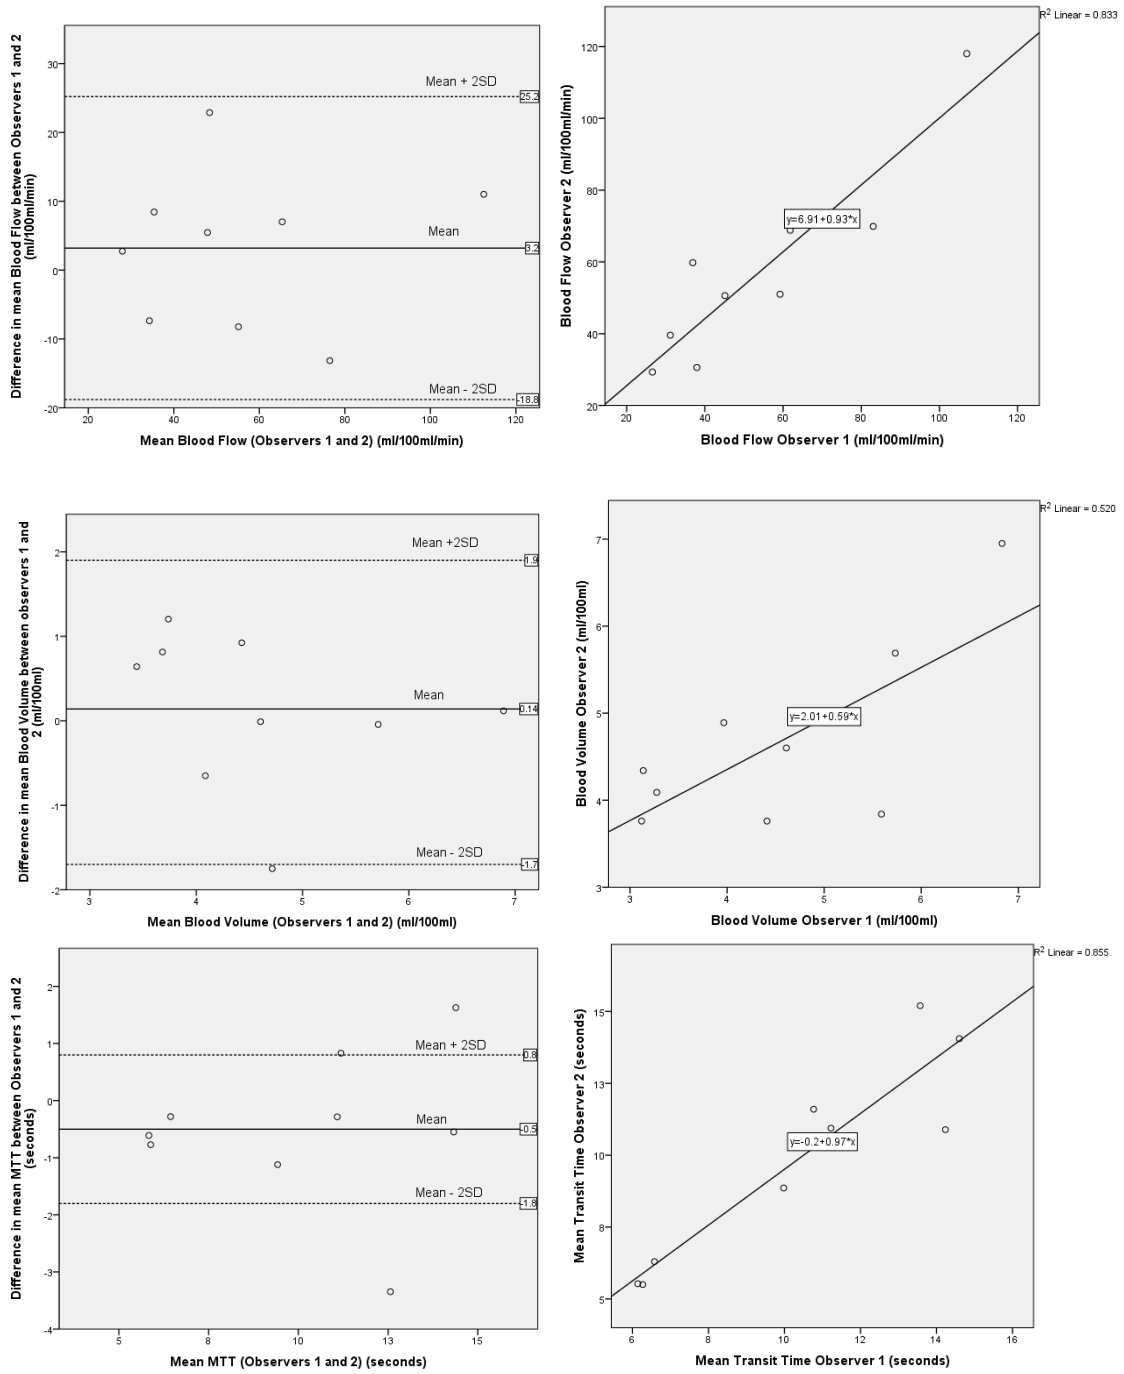 Difference in mean Blood Flow between Observers 1 and 2
(ml/100ml/min)
30
20
10
0
-10
-20
Mean + 2SD
25.2
Mean
3.2
Mean - 2SD
-18.8
20
40
60
80
100
120
Mean Blood Flow (Observers 1 and 2) (ml/100ml/min)
R2 Linear = 0.833
Blood Flow Observer 2 (ml/100ml/min)
120
100
80
60
40
20
y=6.91+0.93*x
20
40
60
80
100
120
Blood Flow Observer 1 (ml/100ml/min)
Difference in mean Blood Volume between observers 1 and
2 (ml/100ml)
2
1
0
-1
-2
Mean +2SD
1.9
Mean
0.14
Mean - 2SD
-1.7
3
4
5
6
7
Mean Blood Volume (Observers 1 and 2) (ml/100ml)
R2 Linear = 0.520
Blood Volume Observer 2 (ml/100ml)
7
6
5
4
3
y=2.01+0.59*x
3
4
5
6
7
Blood Volume Observer 1 (ml/100ml)
Difference in mean MTT between Observers 1 and 2
(seconds)
2
1
0
-1
-2
-3
-4
Mean + 2SD
0.8
Mean
-0.5
Mean - 2SD
-1.8
5
8
10
13
15
Mean MTT (Observers 1 and 2) (seconds)
R2 Linear = 0.855
Mean Transit Time Observer 2 (seconds)
15
13
10
8
5
y=-0.2+0.97*x
6
8
10
12
14
16
Mean Transit Time Observer 1 (seconds)